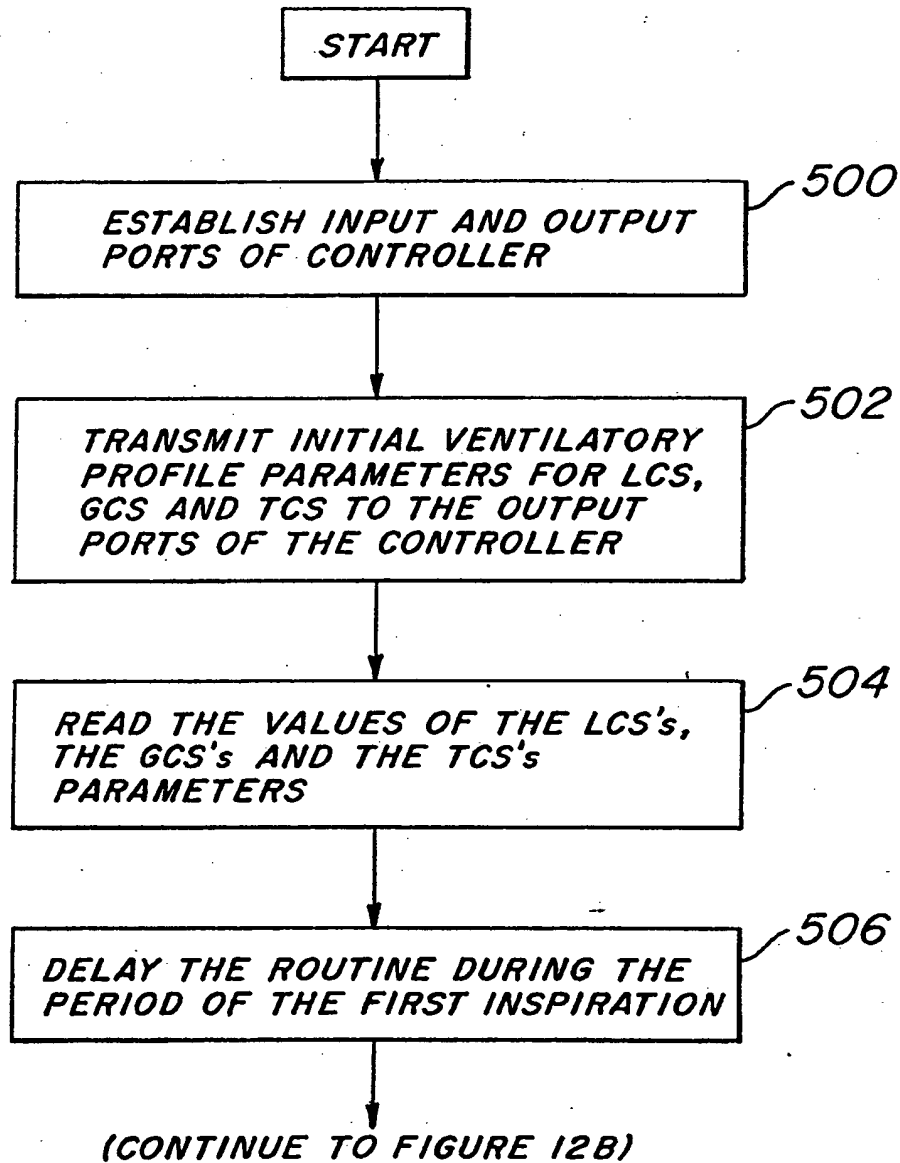 START
500
ESTABLISH INPUT AND OUTPUT
PORTS OF CONTROLLER
502
TRANSMIT INITIAL VENTILATORY
PROFILE PARAMETERS FOR LCS,
GCS AND TCS TO THE OUTPUT
PORTS OF THE CONTROLLER
504
READ THE VALUES OF THE LCS's,
THE GCS's AND THE TCS's
PARAMETERS
506
DELAY THE ROUTINE DURING THE
PERIOD OF THE FIRST INSPIRATION
(CONTINUE TO FIGURE 12B)